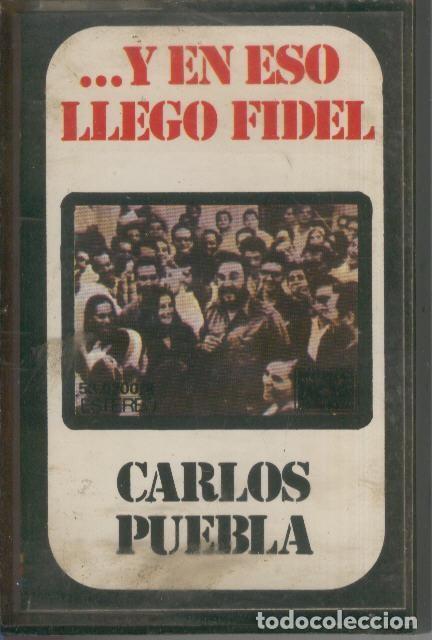 ...Y EN ESO
LLEGO FIDEL
ESTEREO
CARLOS
PUEBLA
todocoleccion